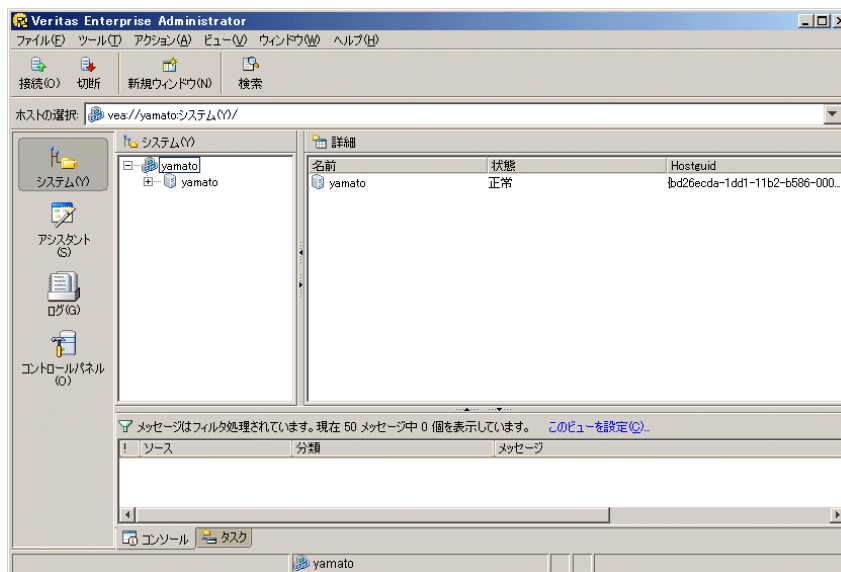 Veritas Enterprise Administrator
ファイル(F) ツール(T) アクション(A) ビュー(V) ウィンドウ(W) ヘルプ(H)
接続(O) 切断 新規ウィンドウ(N) 検索
ホストの選択: vea://yamato:システム(Y)/
システム(Y)
アシスタント
(S)
ログ(G)
コントロールパネル
(O)
システム(Y)
yamato
yamato
詳細
名前 状態 Hostguid
yamato 正常 {bd26ecda-1dd1-11b2-b586-000...
メッセージはフィルタ処理されています。現在 50 メッセージ中 0 個を表示しています。 このビューを設定(C)...
! ソース 分類 メッセージ
コンソール タスク
yamato